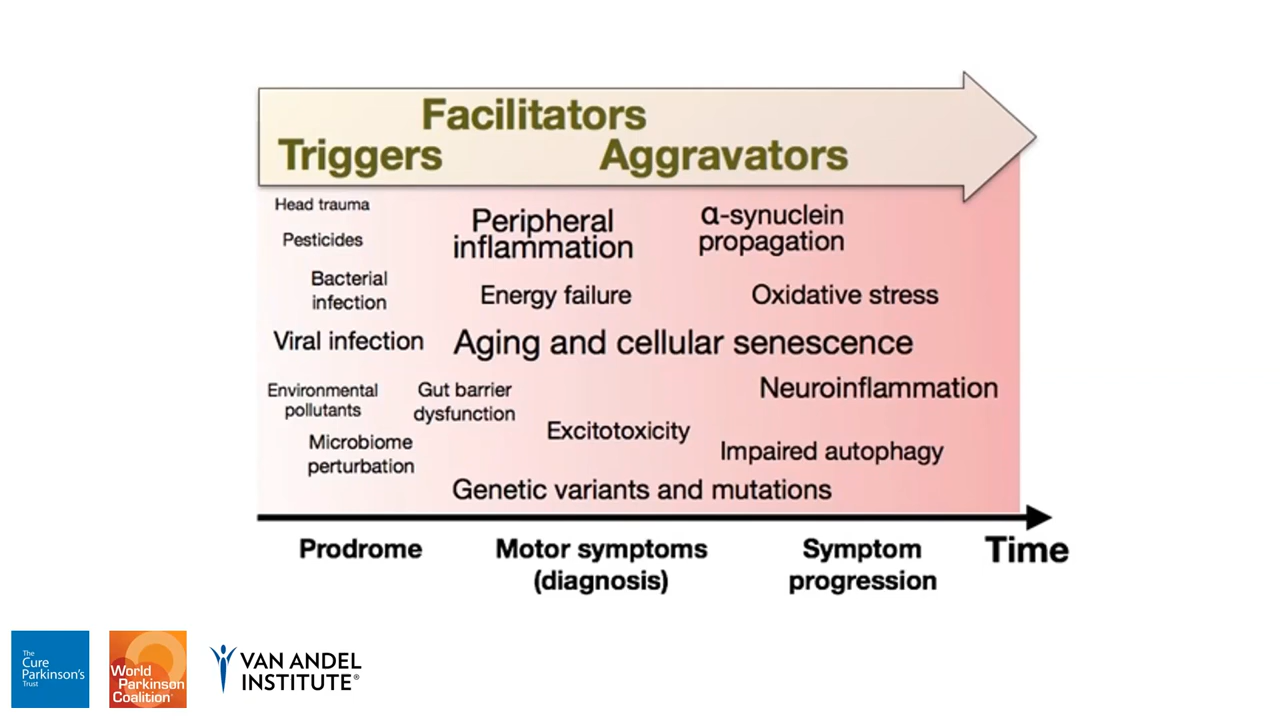 Facilitators
Triggers
Aggravators
Head trauma
Pesticides
Bacterial
infection
Viral infection
Environmental
pollutants
Microbiome
perturbation
Gut barrier
dysfunction
Peripheral
inflammation
Energy failure
Aging and cellular senescence
Excitotoxicity
Genetic variants and mutations
α-synuclein
propagation
Oxidative stress
Neuroinflammation
Impaired autophagy
Prodrome
Motor symptoms
(diagnosis)
Symptom
progression
Time
The
Cure
Parkinson's
Trust
World
Parkinson
Coalition
VAN ANDEL
INSTITUTE®